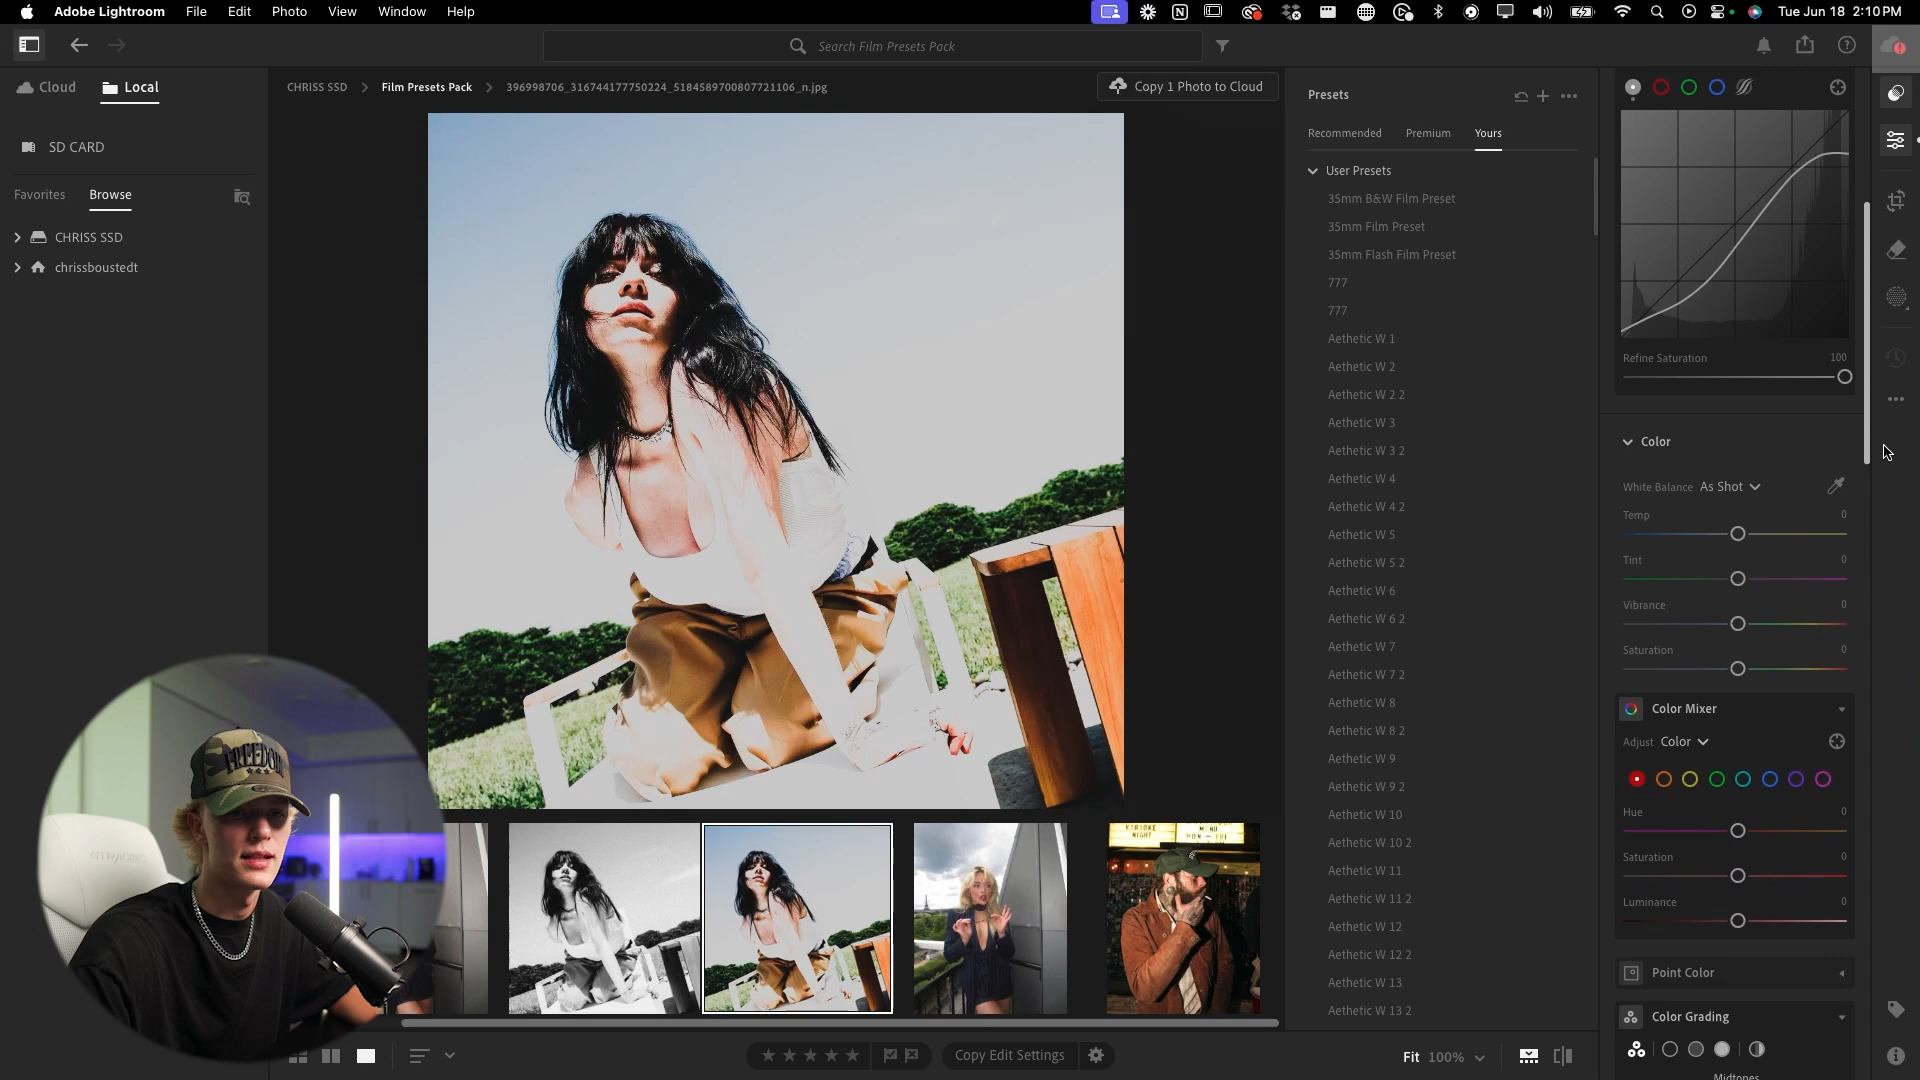 Adobe Lightroom File Edit Photo View Window Help
Tue Jun 18 2:10 PM
Search Film Presets Pack
Cloud Local
CHRISS SSD Film Presets Pack 396998706_316744177750224_5184589700807721106_n.jpg
Copy 1 Photo to Cloud
SD CARD
Favorites Browse
CHRISS SSD
chrissboustedt
Presets
Recommended Premium Yours
User Presets
35mm B&W Film Preset
35mm Film Preset
35mm Flash Film Preset
777
777
Aethetic W 1
Aethetic W 2
Aethetic W 2 2
Aethetic W 3
Aethetic W 3 2
Aethetic W 4
Aethetic W 4 2
Aethetic W 5
Aethetic W 5 2
Aethetic W 6
Aethetic W 6 2
Aethetic W 7
Aethetic W 7 2
Aethetic W 8
Aethetic W 8 2
Aethetic W 9
Aethetic W 9 2
Aethetic W 10
Aethetic W 10 2
Aethetic W 11
Aethetic W 11 2
Aethetic W 12
Aethetic W 12 2
Aethetic W 13
Aethetic W 13 2
Refine Saturation 100
Color
White Balance As Shot
Temp 0
Tint 0
Vibrance 0
Saturation 0
Color Mixer
Adjust Color
Hue 0
Saturation 0
Luminance 0
Point Color
Color Grading
Midtones
FREEDOM
KARAOKE
NIGHT
MENU
MON - FRI
Copy Edit Settings
Fit 100%